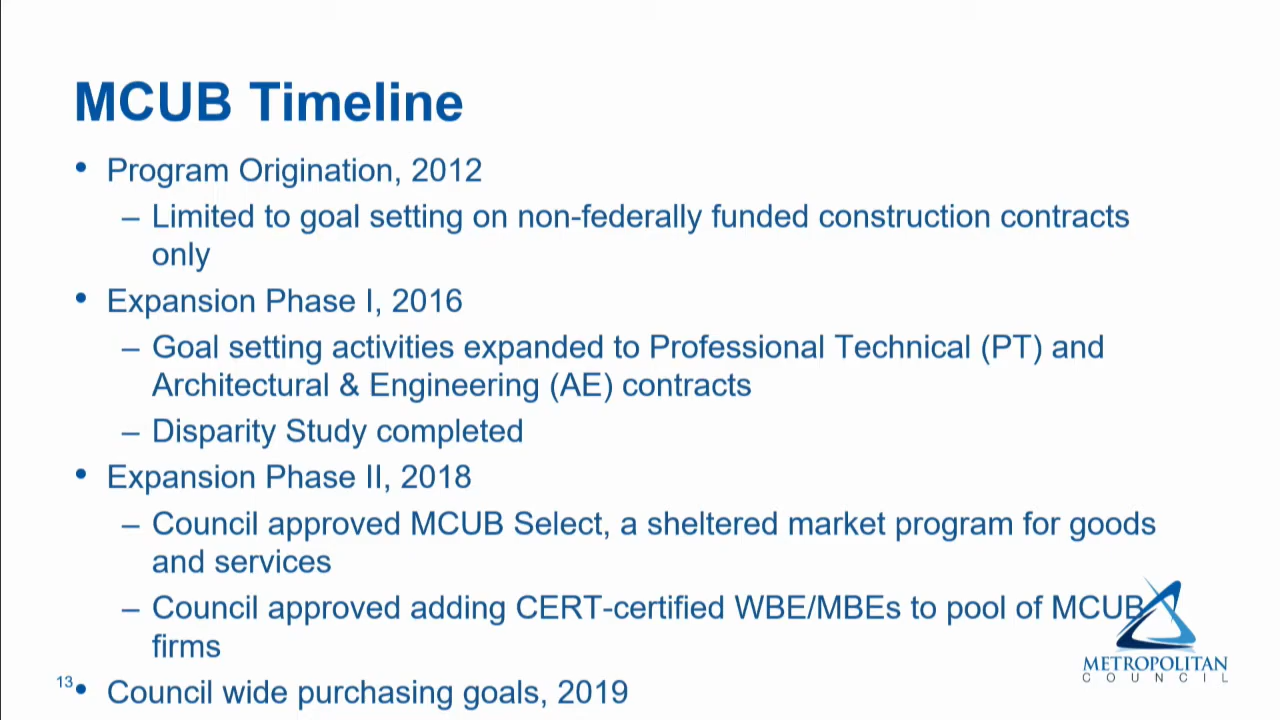 MCUB Timeline
• Program Origination, 2012
– Limited to goal setting on non-federally funded construction contracts
only
• Expansion Phase I, 2016
– Goal setting activities expanded to Professional Technical (PT) and
Architectural & Engineering (AE) contracts
– Disparity Study completed
• Expansion Phase II, 2018
– Council approved MCUB Select, a sheltered market program for goods
and services
– Council approved adding CERT-certified WBE/MBEs to pool of MCUB
firms
• Council wide purchasing goals, 2019
13
METROPOLITAN
COUNCIL